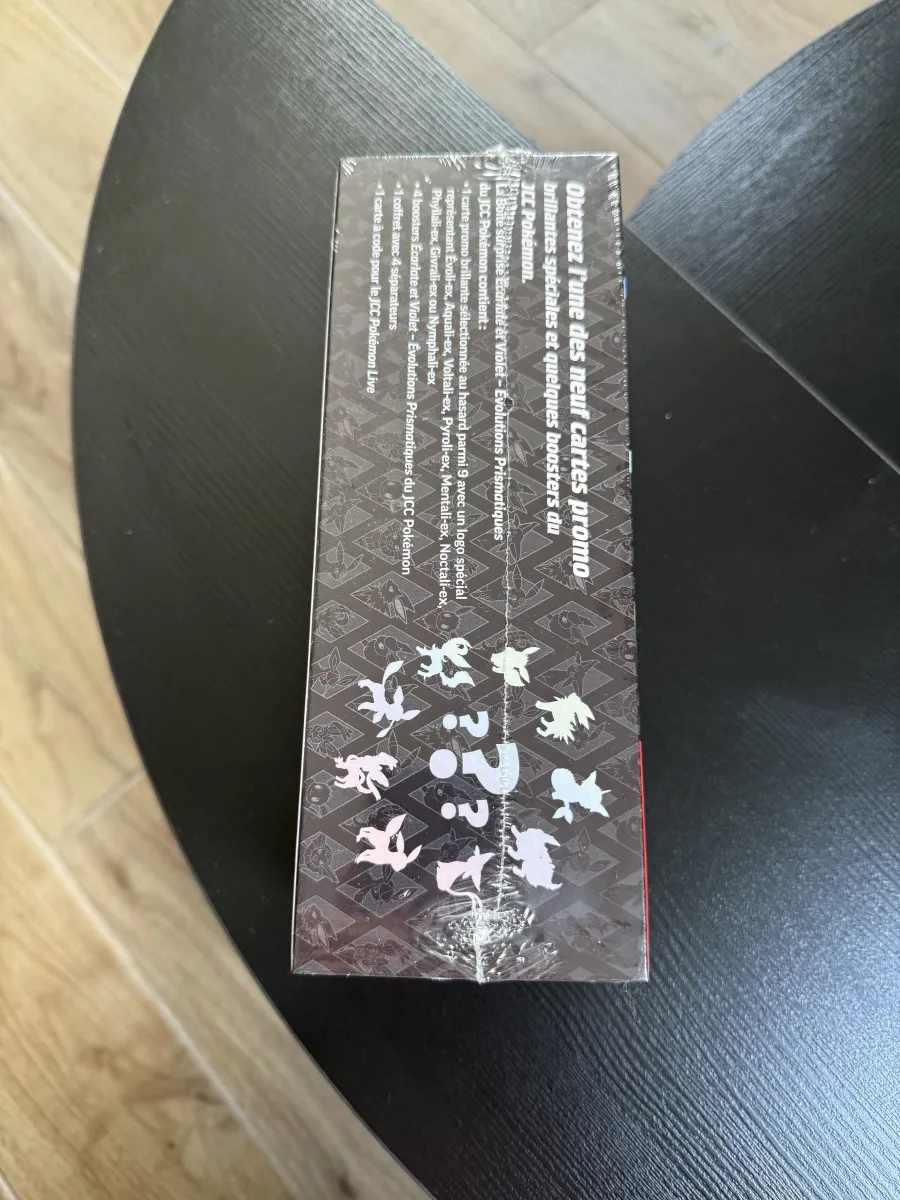 Obtenez l'une des neuf cartes promo
brillantes spéciales et quelques boosters du
JCC Pokémon.
La boîte surprise Écarlate et Violet – Évolutions Prismatiques
du JCC Pokémon contient :
•1 carte promo brillante sélectionnée au hasard parmi 9 avec un logo spécial
représentant Évoli-ex, Aquali-ex, Voltali-ex, Pyroli-ex, Mentali-ex, Noctali-ex,
Phyllali-ex, Givrali-ex ou Nymphali-ex
•4 boosters Écarlate et Violet – Évolutions Prismatiques du JCC Pokémon
•1 coffret avec 4 séparateurs
•1 carte à code pour le JCC Pokémon Live
???